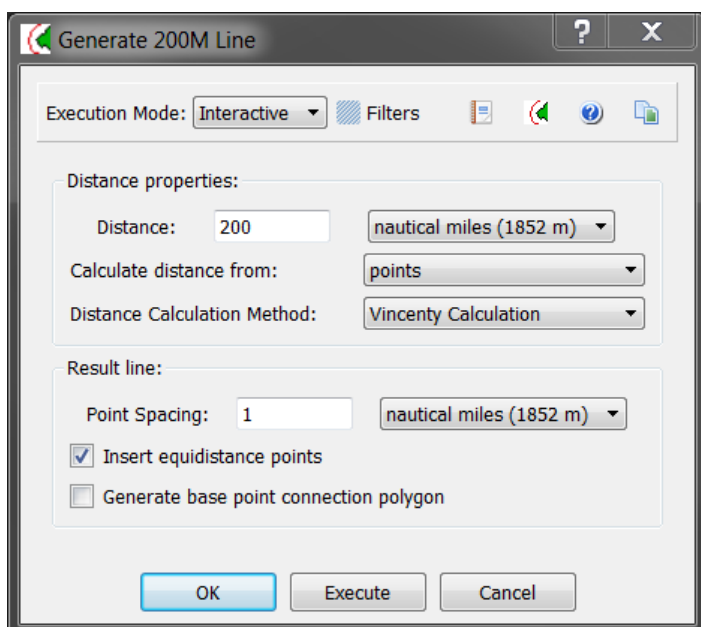 Generate 200M Line
? X
Execution Mode: Interactive Filters ?
Distance properties:
Distance: 200 nautical miles (1852 m)
Calculate distance from: points
Distance Calculation Method: Vincenty Calculation
Result line:
Point Spacing: 1 nautical miles (1852 m)
Insert equidistance points
Generate base point connection polygon
OK Execute Cancel